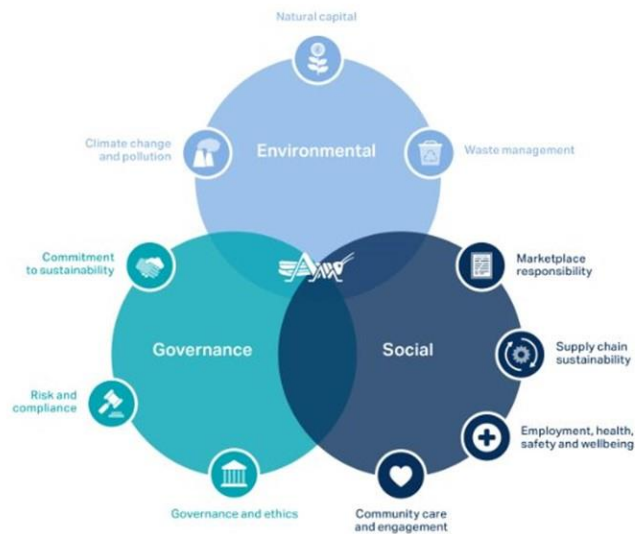 Natural capital
Climate change
and pollution
Environmental
Waste management
Commitment
to sustainability
Marketplace
responsibility
Governance
Social
Supply chain
sustainability
Risk and
compliance
Employment, health,
safety and wellbeing
Governance and ethics
Community care
and engagement